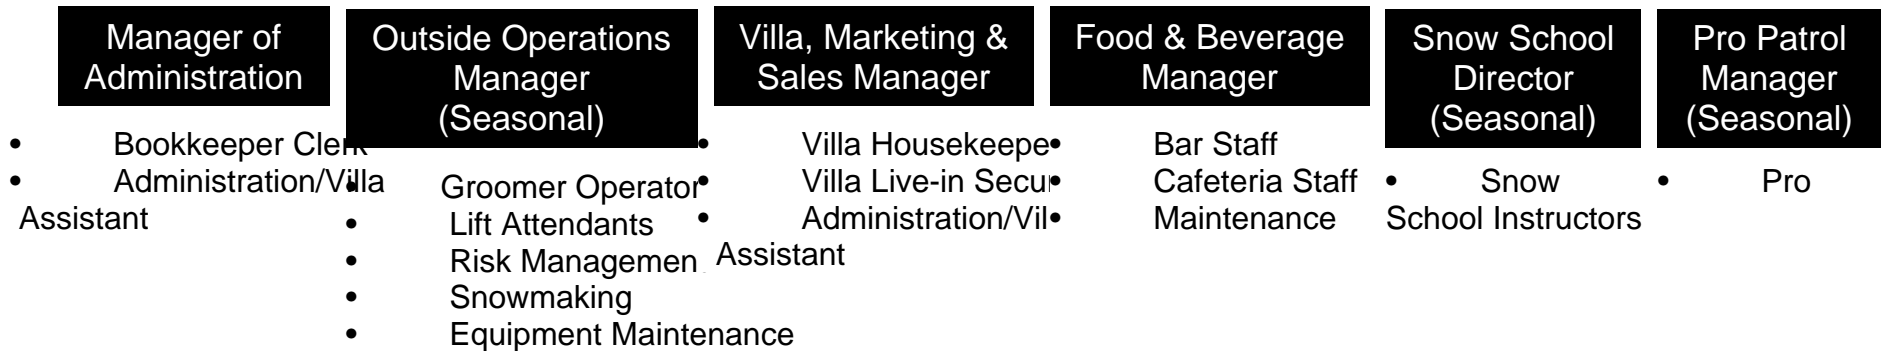 Manager of
Administration
• Bookkeeper Clerk
• Administration/Villa
Assistant
Outside Operations
Manager
(Seasonal)
• Groomer Operator
• Lift Attendants
• Risk Managemen
• Snowmaking
• Equipment Maintenance
Villa, Marketing &
Sales Manager
• Villa Housekeepe
• Villa Live-in Secu
• Administration/Vil
Assistant
Food & Beverage
Manager
• Bar Staff
• Cafeteria Staff
• Maintenance
Snow School
Director
(Seasonal)
• Snow
School Instructors
Pro Patrol
Manager
(Seasonal)
• Pro